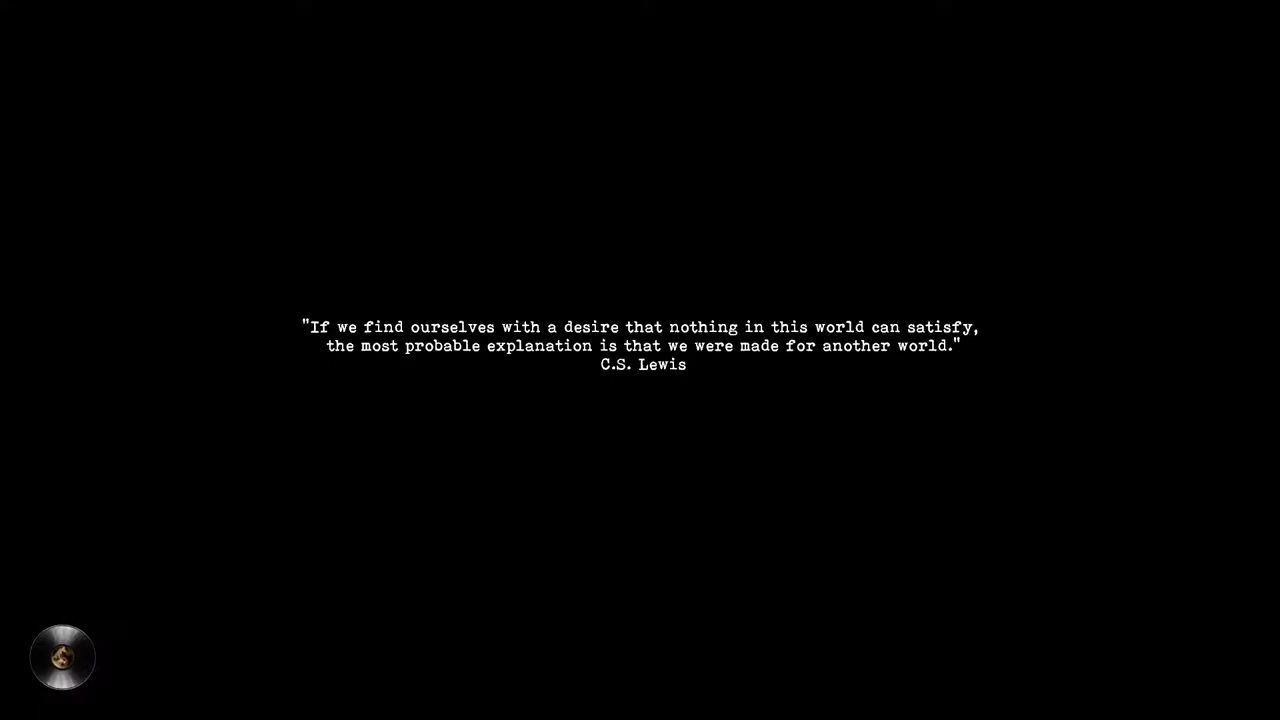 "If we find ourselves with a desire that nothing in this world can satisfy,
the most probable explanation is that we were made for another world."
C.S. Lewis